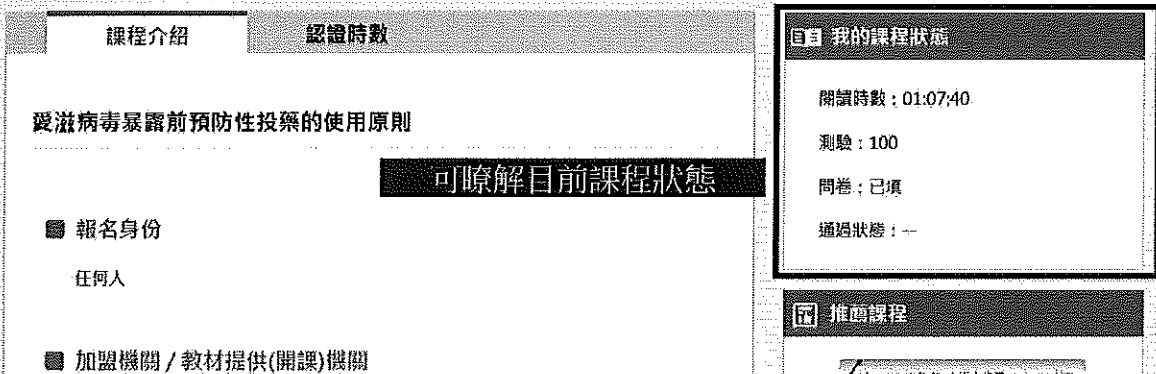 課程介紹
認證時數
愛滋病毒暴露前預防性投藥的使用原則
可瞭解目前課程狀態
報名身份
任何人
加盟機關 / 教材提供(開課)機關
我的課程狀態
閱讀時數：01:07:40
測驗：100
問卷：已填
通過狀態：--
推薦課程